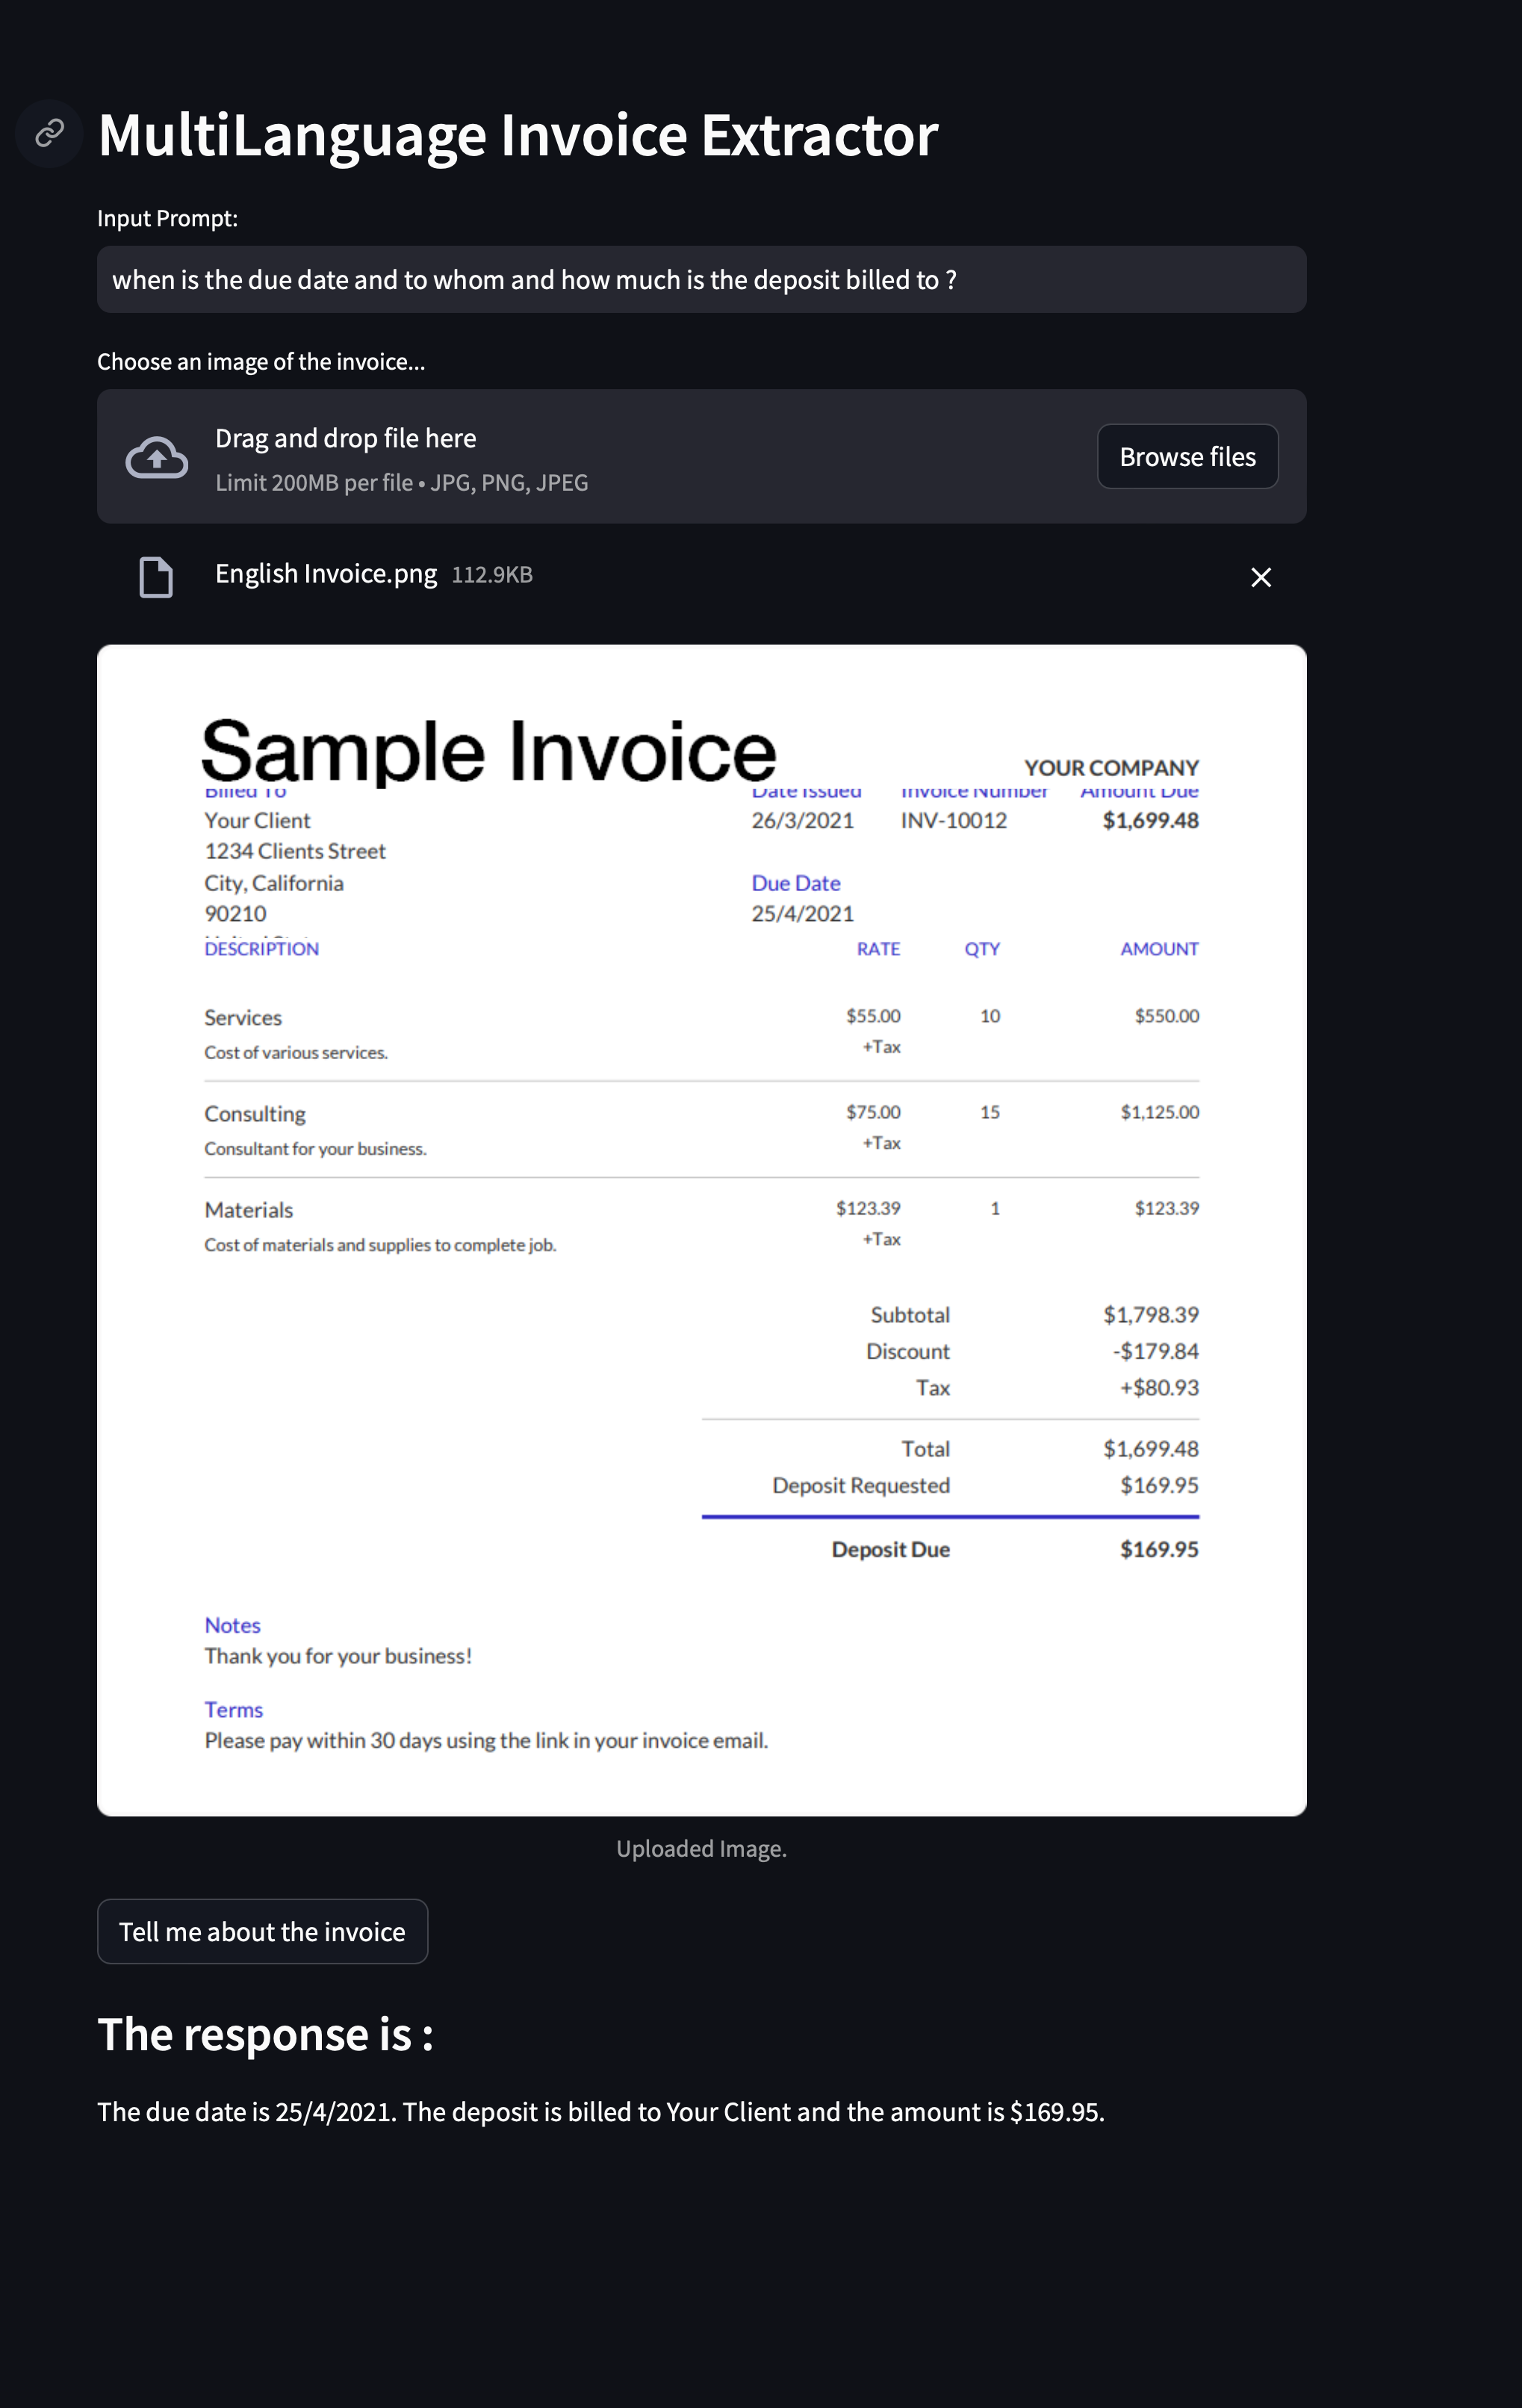 MultiLanguage Invoice Extractor
Input Prompt:
when is the due date and to whom and how much is the deposit billed to ?
Choose an image of the invoice...
Drag and drop file here
Limit 200MB per file • JPG, PNG, JPEG
Browse files
English Invoice.png 112.9KB
Sample Invoice
YOUR COMPANY
Billed To Date Issued Invoice Number Amount Due
Your Client 26/3/2021 INV-10012 $1,699.48
1234 Clients Street
City, California Due Date
90210 25/4/2021
DESCRIPTION RATE QTY AMOUNT
Services $55.00 10 $550.00
Cost of various services. +Tax
Consulting $75.00 15 $1,125.00
Consultant for your business. +Tax
Materials $123.39 1 $123.39
Cost of materials and supplies to complete job. +Tax
Subtotal $1,798.39
Discount -$179.84
Tax +$80.93
Total $1,699.48
Deposit Requested $169.95
Deposit Due $169.95
Notes
Thank you for your business!
Terms
Please pay within 30 days using the link in your invoice email.
Uploaded Image.
Tell me about the invoice
The response is :
The due date is 25/4/2021. The deposit is billed to Your Client and the amount is $169.95.